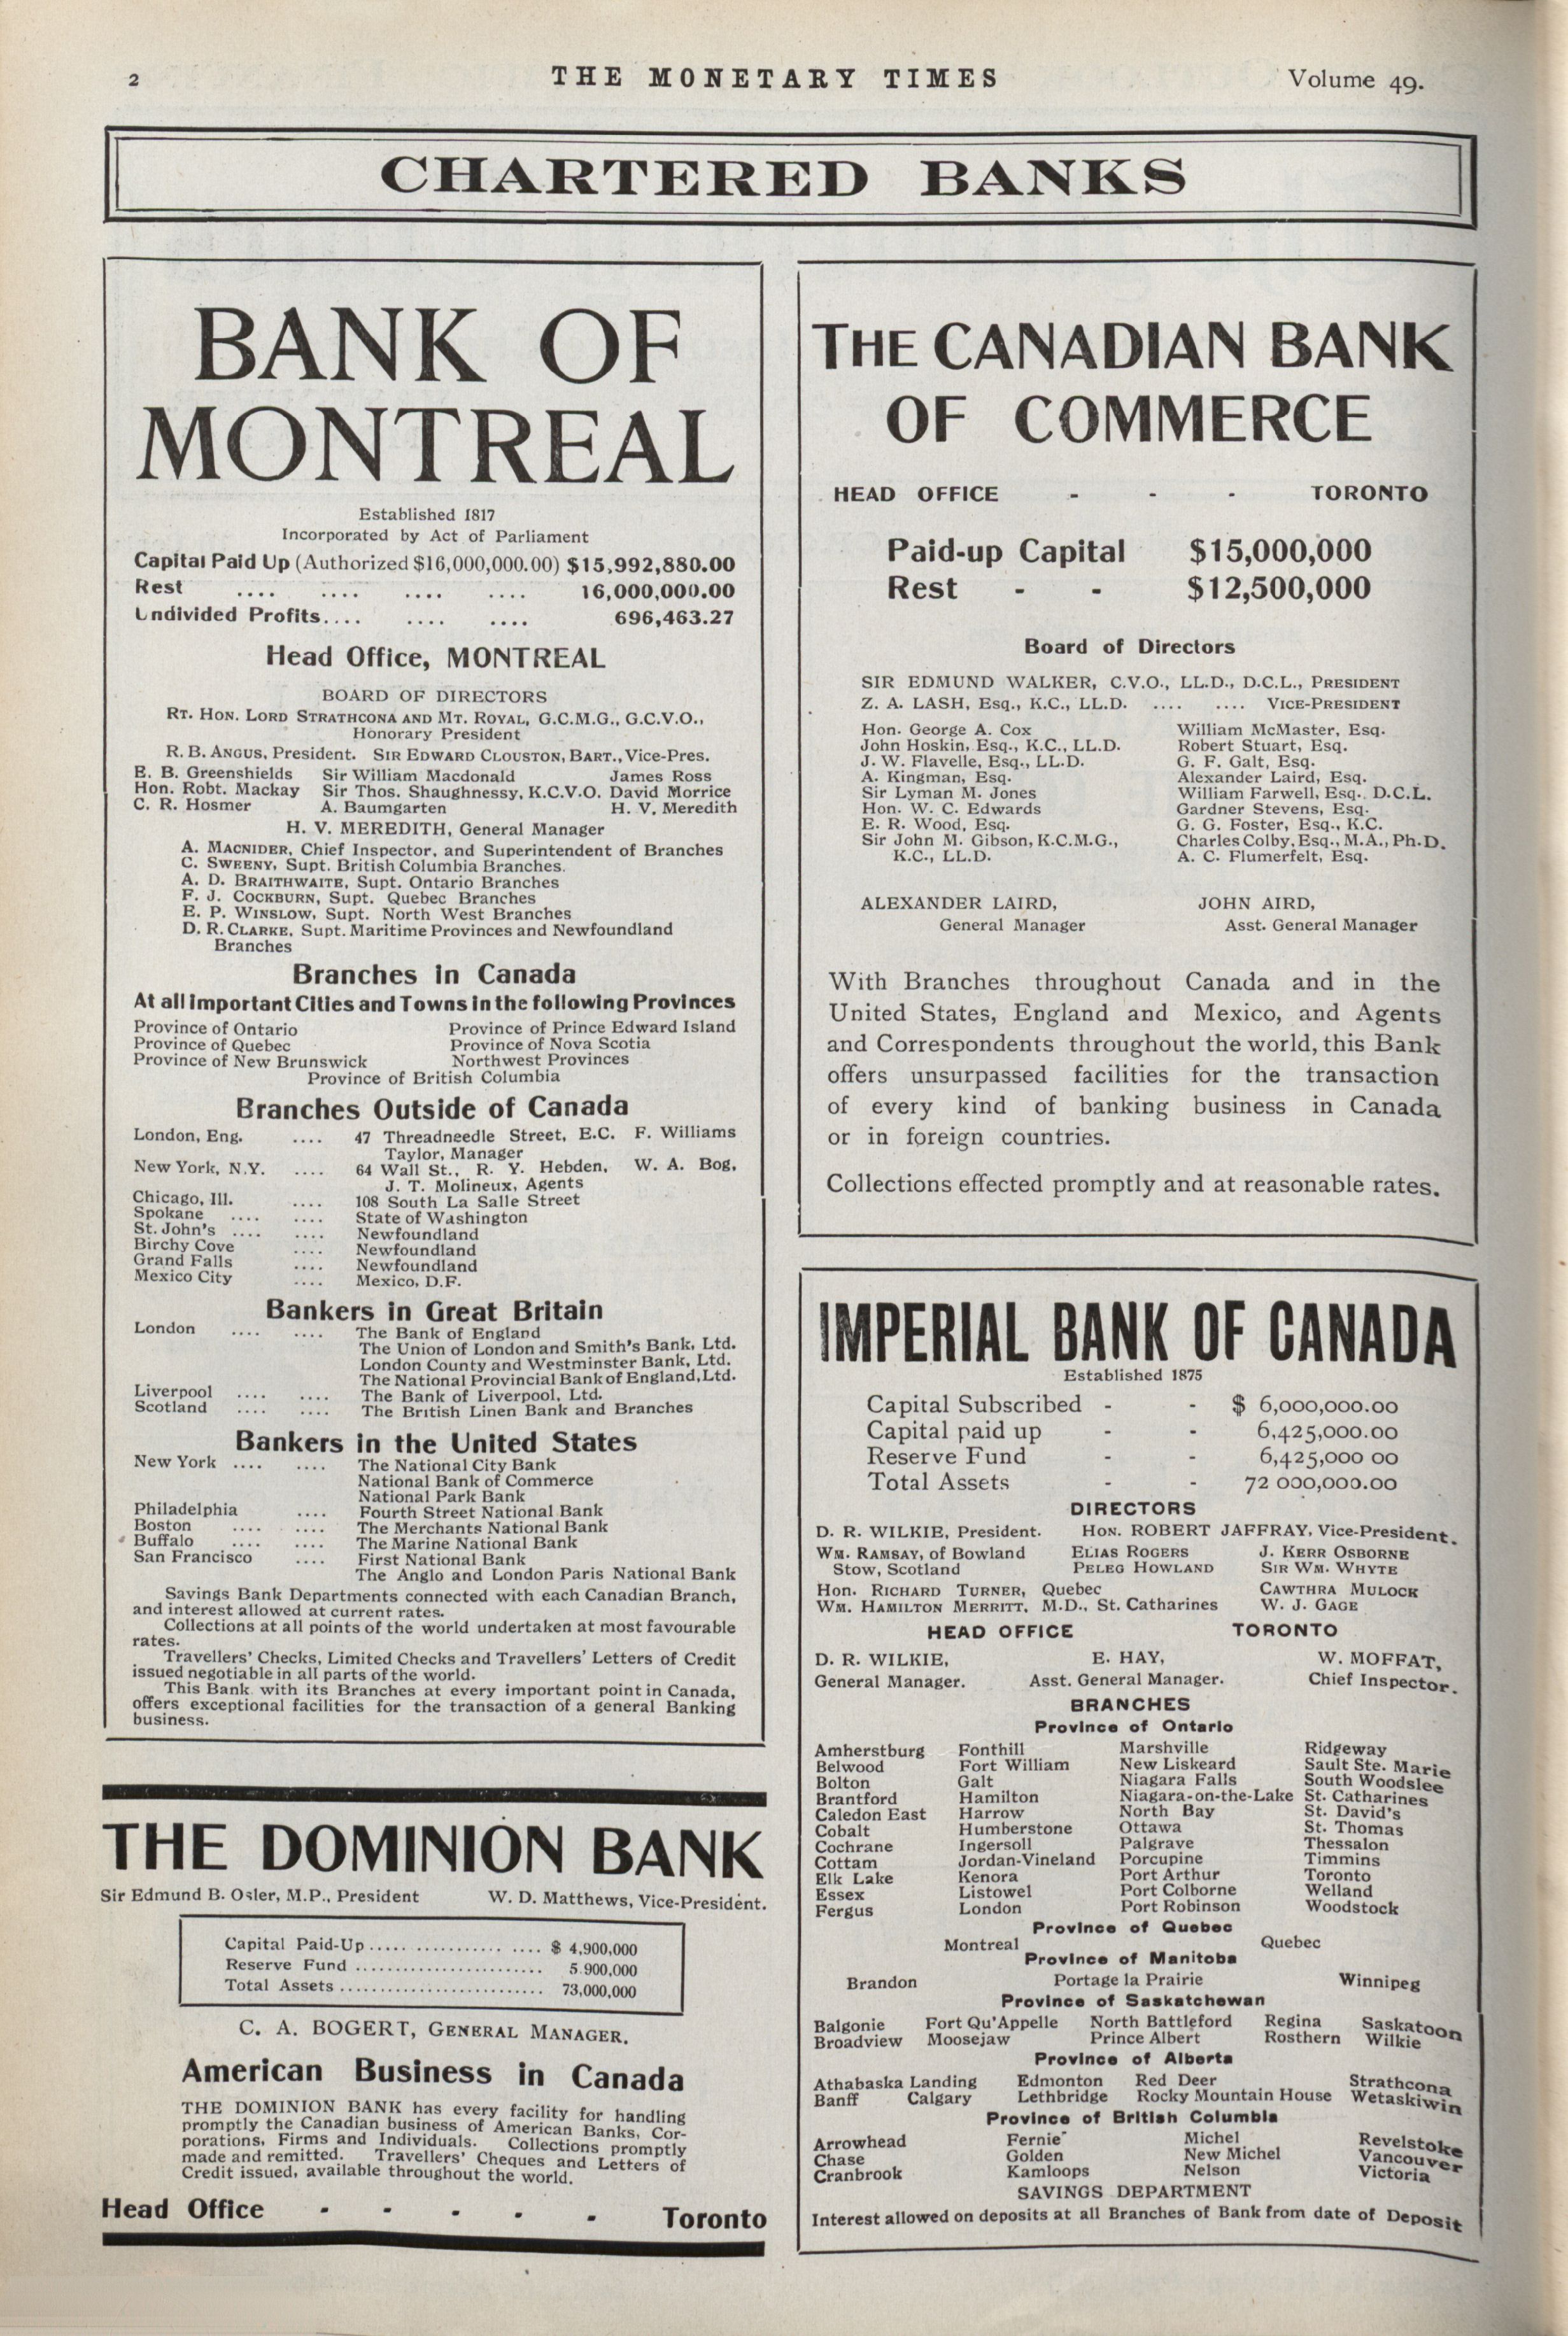 2
THE MONETARY TIMES
Volume 49.
CHARTERED BANKS
BANK OF
MONTREAL
Established 1817
Incorporated by Act of Parliament
Capital Paid Up (Authorized $16,000,000.00) $15,992,880.00
Rest .... .... .... .... 16,000,000.00
Undivided Profits.... .... .... 696,463.27
Head Office, MONTREAL
BOARD OF DIRECTORS
RT. HON. LORD STRATHCONA AND MT. ROYAL, G.C.M.G., G.C.V.O.,
Honorary President
R. B. ANGUS, President. SIR EDWARD CLOUSTON, BART., Vice-Pres.
E. B. Greenshields Sir William Macdonald James Ross
Hon. Robt. Mackay Sir Thos. Shaughnessy, K.C.V.O. David Morrice
C. R. Hosmer A. Baumgarten H. V. Meredith
H. V. MEREDITH, General Manager
A. MACNIDER, Chief Inspector, and Superintendent of Branches
C. SWEENY, Supt. British Columbia Branches.
A. D. BRAITHWAITE, Supt. Ontario Branches
F. J. COCKBURN, Supt. Quebec Branches
E. P. WINSLOW, Supt. North West Branches
D. R. CLARKE, Supt. Maritime Provinces and Newfoundland
Branches
Branches in Canada
At all Important Cities and Towns in the following Provinces
Province of Ontario Province of Prince Edward Island
Province of Quebec Province of Nova Scotia
Province of New Brunswick Northwest Provinces
Province of British Columbia
Branches Outside of Canada
London, Eng. .... 47 Threadneedle Street, E.C. F. Williams
Taylor, Manager
New York, N.Y. .... 64 Wall St., R. Y. Hebden, W. A. Bog,
J. T. Molineux, Agents
Chicago, Ill. .... 108 South La Salle Street
Spokane .... .... State of Washington
St. John's .... .... Newfoundland
Birchy Cove .... Newfoundland
Grand Falls .... Newfoundland
Mexico City .... Mexico, D.F.
Bankers in Great Britain
London .... .... The Bank of England
The Union of London and Smith's Bank, Ltd.
London County and Westminster Bank, Ltd.
The National Provincial Bank of England, Ltd.
Liverpool .... .... The Bank of Liverpool, Ltd.
Scotland .... .... The British Linen Bank and Branches
Bankers in the United States
New York .... .... The National City Bank
National Bank of Commerce
National Park Bank
Philadelphia .... Fourth Street National Bank
Boston .... .... The Merchants National Bank
Buffalo .... .... The Marine National Bank
San Francisco .... First National Bank
The Anglo and London Paris National Bank
Savings Bank Departments connected with each Canadian Branch,
and interest allowed at current rates.
Collections at all points of the world undertaken at most favourable
rates.
Travellers' Checks, Limited Checks and Travellers' Letters of Credit
issued negotiable in all parts of the world.
This Bank with its Branches at every important point in Canada,
offers exceptional facilities for the transaction of a general Banking
business.
THE DOMINION BANK
Sir Edmund B. Osler, M.P., President W. D. Matthews, Vice-President.
Capital Paid-Up..... ............ .... $ 4,900,000
Reserve Fund ........................ 5 900,000
Total Assets .......................... 73,000,000
C. A. BOGERT, GENERAL MANAGER.
American Business in Canada
THE DOMINION BANK has every facility for handling
promptly the Canadian business of American Banks, Cor-
porations, Firms and Individuals. Collections promptly
made and remitted. Travellers' Cheques and Letters of
Credit issued, available throughout the world.
Head Office - - - - - Toronto
THE CANADIAN BANK
OF COMMERCE
HEAD OFFICE - - - TORONTO
Paid-up Capital $15,000,000
Rest - - $12,500,000
Board of Directors
SIR EDMUND WALKER, C.V.O., LL.D., D.C.L., PRESIDENT
Z. A. LASH, Esq., K.C., LL.D. .... .... VICE-PRESIDENT
Hon. George A. Cox William McMaster, Esq.
John Hoskin, Esq., K.C., LL.D. Robert Stuart, Esq.
J. W. Flavelle, Esq., LL.D. G. F. Galt, Esq.
A. Kingman, Esq. Alexander Laird, Esq.
Sir Lyman M. Jones William Farwell, Esq., D.C.L.
Hon. W. C. Edwards Gardner Stevens, Esq.
E. R. Wood, Esq. G. G. Foster, Esq., K.C.
Sir John M. Gibson, K.C.M.G., Charles Colby, Esq., M.A., Ph.D.
K.C., LL.D. A. C. Flumerfelt, Esq.
ALEXANDER LAIRD, JOHN AIRD,
General Manager Asst. General Manager
With Branches throughout Canada and in the
United States, England and Mexico, and Agents
and Correspondents throughout the world, this Bank
offers unsurpassed facilities for the transaction
of every kind of banking business in Canada
or in foreign countries.
Collections effected promptly and at reasonable rates.
IMPERIAL BANK OF CANADA
Established 1875
Capital Subscribed - - $ 6,000,000.00
Capital paid up - - 6,425,000.00
Reserve Fund - - 6,425,000 00
Total Assets - - 72 000,000.00
DIRECTORS
D. R. WILKIE, President. HON. ROBERT JAFFRAY, Vice-President.
WM. RAMSAY, of Bowland ELIAS ROGERS J. KERR OSBORNE
Stow, Scotland PELEG HOWLAND SIR WM. WHYTE
Hon. RICHARD TURNER, Quebec CAWTHRA MULOCK
WM. HAMILTON MERRITT, M.D., St. Catharines W. J. GAGE
HEAD OFFICE TORONTO
D. R. WILKIE, E. HAY, W. MOFFAT,
General Manager. Asst. General Manager. Chief Inspector.
BRANCHES
Province of Ontario
Amherstburg Fonthill Marshville Ridgeway
Belwood Fort William New Liskeard Sault Ste. Marie
Bolton Galt Niagara Falls South Woodslee
Brantford Hamilton Niagara-on-the-Lake St. Catharines
Caledon East Harrow North Bay St. David's
Cobalt Humberstone Ottawa St. Thomas
Cochrane Ingersoll Palgrave Thessalon
Cottam Jordan-Vineland Porcupine Timmins
Elk Lake Kenora Port Arthur Toronto
Essex Listowel Port Colborne Welland
Fergus London Port Robinson Woodstock
Province of Quebec
Montreal Quebec
Province of Manitoba
Brandon Portage la Prairie Winnipeg
Province of Saskatchewan
Balgonie Fort Qu'Appelle North Battleford Regina Saskatoon
Broadview Moosejaw Prince Albert Rosthern Wilkie
Province of Alberta
Athabaska Landing Edmonton Red Deer Strathcona
Banff Calgary Lethbridge Rocky Mountain House Wetaskiwin
Province of British Columbia
Arrowhead Fernie Michel Revelstoke
Chase Golden New Michel Vancouver
Cranbrook Kamloops Nelson Victoria
SAVINGS DEPARTMENT
Interest allowed on deposits at all Branches of Bank from date of Deposit